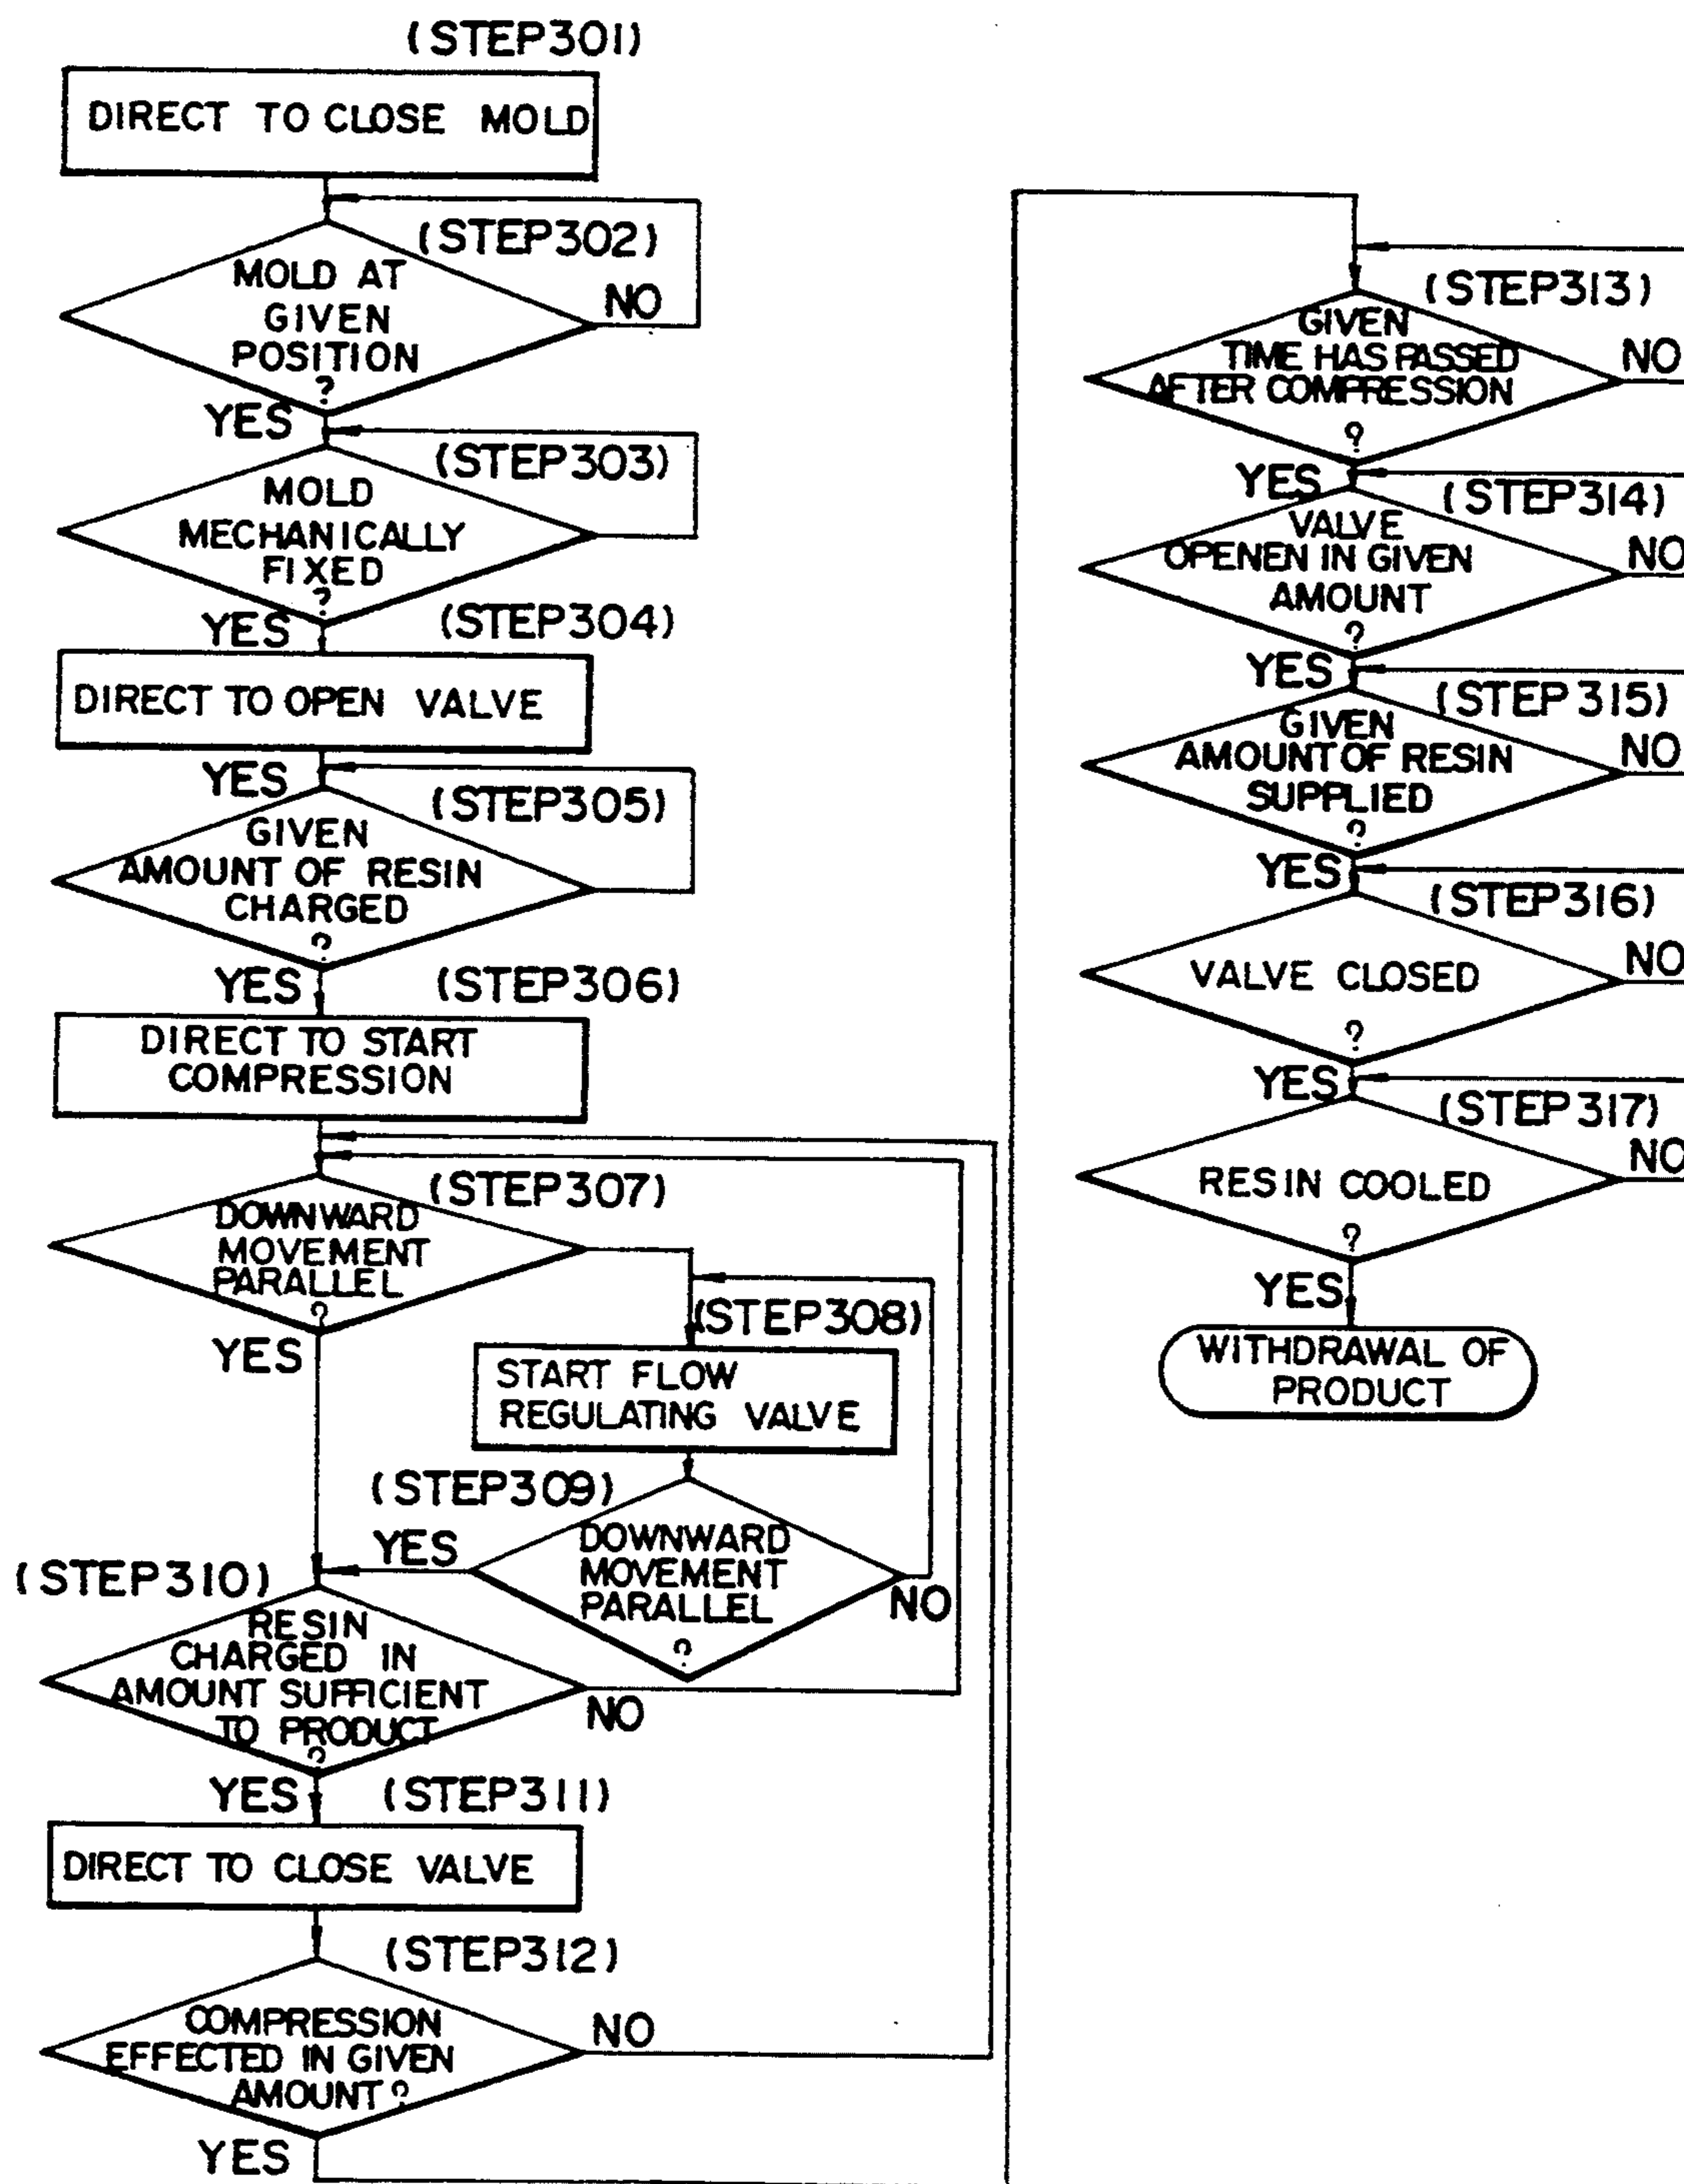 (STEP301)
DIRECT TO CLOSE MOLD
(STEP302)
MOLD AT
GIVEN
POSITION
?
NO
YES
(STEP303)
MOLD
MECHANICALLY
FIXED
?
YES
(STEP304)
DIRECT TO OPEN VALVE
YES
(STEP305)
GIVEN
AMOUNT OF RESIN
CHARGED
?
YES
(STEP306)
DIRECT TO START
COMPRESSION
(STEP307)
DOWNWARD
MOVEMENT
PARALLEL
?
YES
(STEP308)
START FLOW
REGULATING VALVE
(STEP309)
DOWNWARD
MOVEMENT
PARALLEL
?
YES
NO
(STEP310)
RESIN
CHARGED IN
AMOUNT SUFFICIENT
TO PRODUCT
?
NO
YES
(STEP311)
DIRECT TO CLOSE VALVE
(STEP312)
COMPRESSION
EFFECTED IN GIVEN
AMOUNT?
NO
YES
(STEP313)
GIVEN
TIME HAS PASSED
AFTER COMPRESSION
?
NO
YES
(STEP314)
VALVE
OPENEN IN GIVEN
AMOUNT
?
NO
YES
(STEP315)
GIVEN
AMOUNT OF RESIN
SUPPLIED
?
NO
YES
(STEP316)
VALVE CLOSED
?
NO
YES
(STEP317)
RESIN COOLED
?
NO
YES
WITHDRAWAL OF
PRODUCT